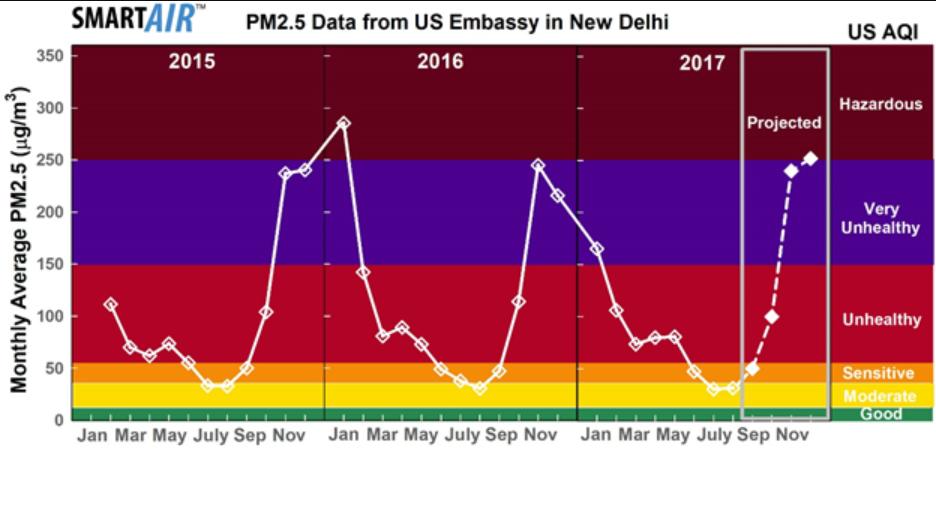 SMARTAIR™
PM2.5 Data from US Embassy in New Delhi
US AQI
Monthly Average PM2.5 (µg/m³)
350
300
250
200
150
100
50
0
2015
2016
2017
Projected
Hazardous
Very
Unhealthy
Unhealthy
Sensitive
Moderate
Good
Jan Mar May July Sep Nov
Jan Mar May July Sep Nov
Jan Mar May July Sep Nov